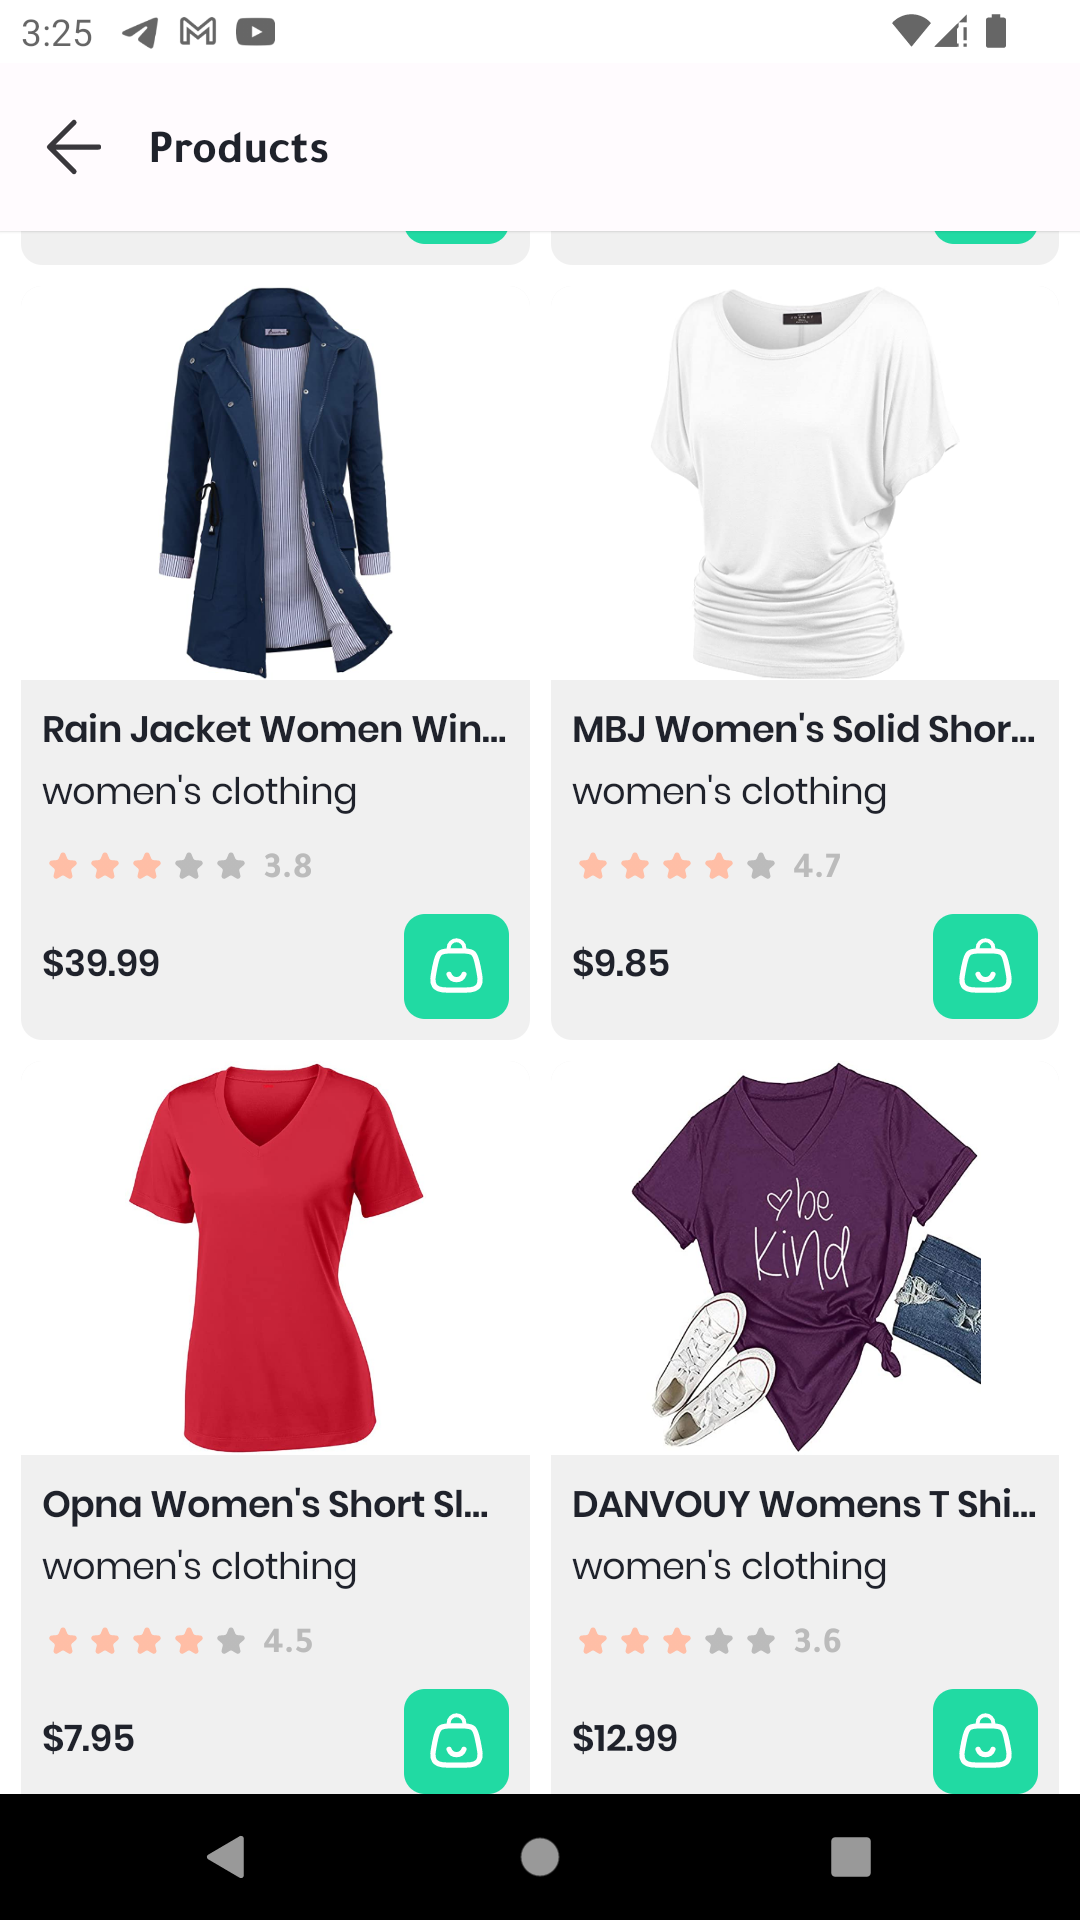 3:25
Products
Rain Jacket Women Win...
women's clothing
3.8
$39.99
MBJ Women's Solid Shor...
women's clothing
4.7
$9.85
be
kind
Opna Women's Short Sl...
women's clothing
4.5
$7.95
DANVOUY Womens T Shi...
women's clothing
3.6
$12.99